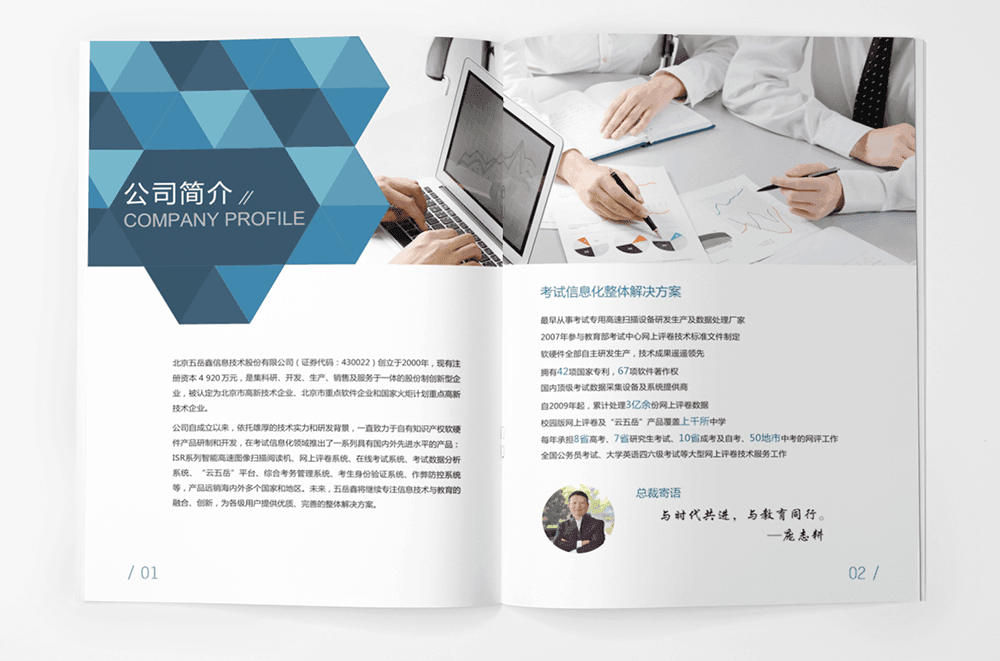 公司简介 //
COMPANY PROFILE
北京五岳鑫信息技术股份有限公司（证券代码：430022）创立于2000年，现有注
册资本 4 920万元，是集科研、开发、生产、销售及服务于一体的股份制创新型企
业，被认定为北京市高新技术企业、北京市重点软件企业和国家火炬计划重点高新
技术企业。
公司自成立以来，依托雄厚的技术实力和研发背景，一直致力于自有知识产权软硬
件产品研制和开发，在考试信息化领域推出了一系列具有国内外先进水平的产品：
ISR系列智能高速图像扫描阅读机、网上评卷系统、在线考试系统、考试数据分析
系统、“云五岳”平台、综合考务管理系统、考生身份验证系统、作弊防控系统
等，产品远销海内外多个国家和地区。未来，五岳鑫将继续专注信息技术与教育的
融合、创新，为各级用户提供优质、完善的整体解决方案。
/ 01
考试信息化整体解决方案
最早从事考试专用高速扫描设备研发生产及数据处理厂家
2007年参与教育部考试中心网上评卷技术标准文件制定
软硬件全部自主研发生产，技术成果遥遥领先
拥有42项国家专利，67项软件著作权
国内顶级考试数据采集设备及系统提供商
自2009年起，累计处理3亿余份网上评卷数据
校园版网上评卷及“云五岳”产品覆盖上千所中学
每年承担8省高考、7省研究生考试、10省成考及自考、50地市中考的网评工作
全国公务员考试、大学英语四六级考试等大型网上评卷技术服务工作
总裁寄语
与时代共进，与教育同行。
—庞志耕
02 /